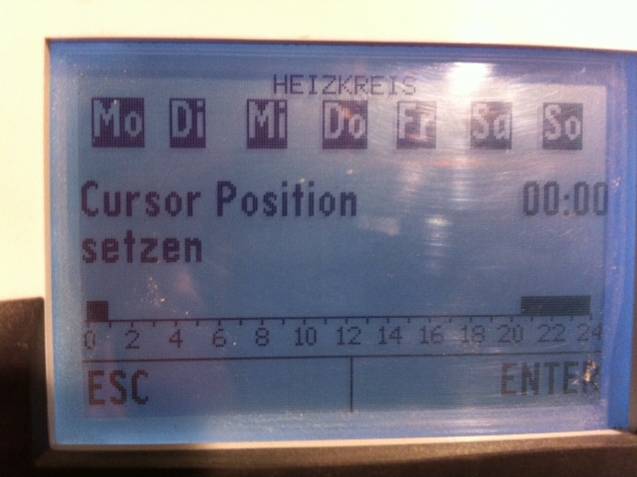 HEIZKREIS
Mo Di Mi Do Fr Sa So
Cursor Position 00:00
setzen
0 2 4 6 8 10 12 14 16 18 20 22 24
ESC ENTER